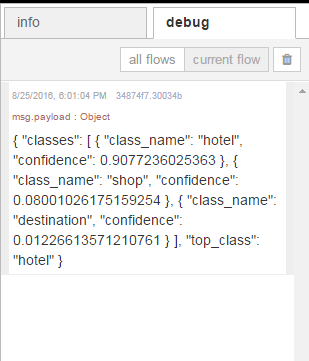 info
debug
all flows
current flow
8/25/2016, 6:01:04 PM 34874f7.30034b
msg.payload : Object
{ "classes": [ { "class_name": "hotel",
"confidence": 0.9077236025363 }, {
"class_name": "shop", "confidence":
0.08001026175159254 }, { "class_name":
"destination", "confidence":
0.01226613571210761 } ], "top_class":
"hotel" }